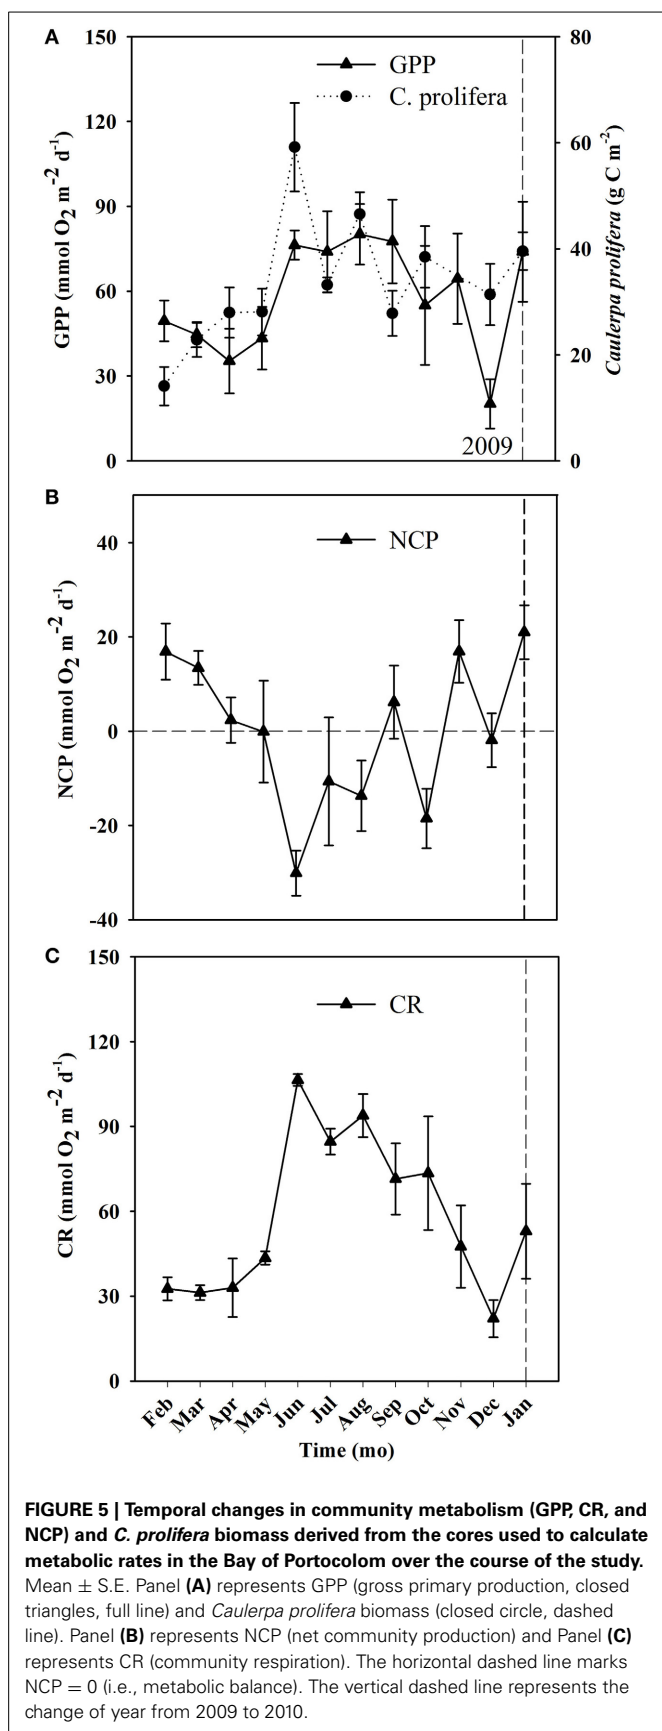 A
150
120
90
60
30
0
GPP (mmol O2 m-2 d-1)
GPP
C. prolifera
80
60
40
20
0
Caulerpa prolifera (g C m-2)
2009
B
40
20
0
-20
-40
NCP (mmol O2 m-2 d-1)
NCP
C
150
120
90
60
30
0
CR (mmol O2 m-2 d-1)
CR
Feb Mar Apr May Jun Jul Aug Sep Oct Nov Dec Jan
Time (mo)
FIGURE 5 | Temporal changes in community metabolism (GPP, CR, and
NCP) and C. prolifera biomass derived from the cores used to calculate
metabolic rates in the Bay of Portocolom over the course of the study.
Mean ± S.E. Panel (A) represents GPP (gross primary production, closed
triangles, full line) and Caulerpa prolifera biomass (closed circle, dashed
line). Panel (B) represents NCP (net community production) and Panel (C)
represents CR (community respiration). The horizontal dashed line marks
NCP = 0 (i.e., metabolic balance). The vertical dashed line represents the
change of year from 2009 to 2010.